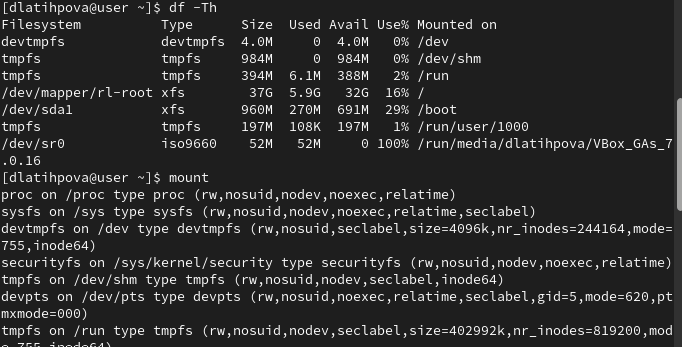 [dlatihpova@user ~]$ df -Th
Filesystem          Type      Size  Used Avail Use% Mounted on
devtmpfs            devtmpfs  4.0M     0  4.0M   0% /dev
tmpfs               tmpfs     984M     0  984M   0% /dev/shm
tmpfs               tmpfs     394M  6.1M  388M   2% /run
/dev/mapper/rl-root xfs        37G  5.9G   32G  16% /
/dev/sda1           xfs       960M  270M  691M  29% /boot
tmpfs               tmpfs     197M  108K  197M   1% /run/user/1000
/dev/sr0            iso9660    52M   52M     0 100% /run/media/dlatihpova/VBox_GAs_7
.0.16
[dlatihpova@user ~]$ mount
proc on /proc type proc (rw,nosuid,nodev,noexec,relatime)
sysfs on /sys type sysfs (rw,nosuid,nodev,noexec,relatime,seclabel)
devtmpfs on /dev type devtmpfs (rw,nosuid,seclabel,size=4096k,nr_inodes=244164,mode=
755,inode64)
securityfs on /sys/kernel/security type securityfs (rw,nosuid,nodev,noexec,relatime)
tmpfs on /dev/shm type tmpfs (rw,nosuid,nodev,seclabel,inode64)
devpts on /dev/pts type devpts (rw,nosuid,noexec,relatime,seclabel,gid=5,mode=620,pt
mxmode=000)
tmpfs on /run type tmpfs (rw,nosuid,nodev,seclabel,size=402992k,nr_inodes=819200,mod
e=755,inode64)